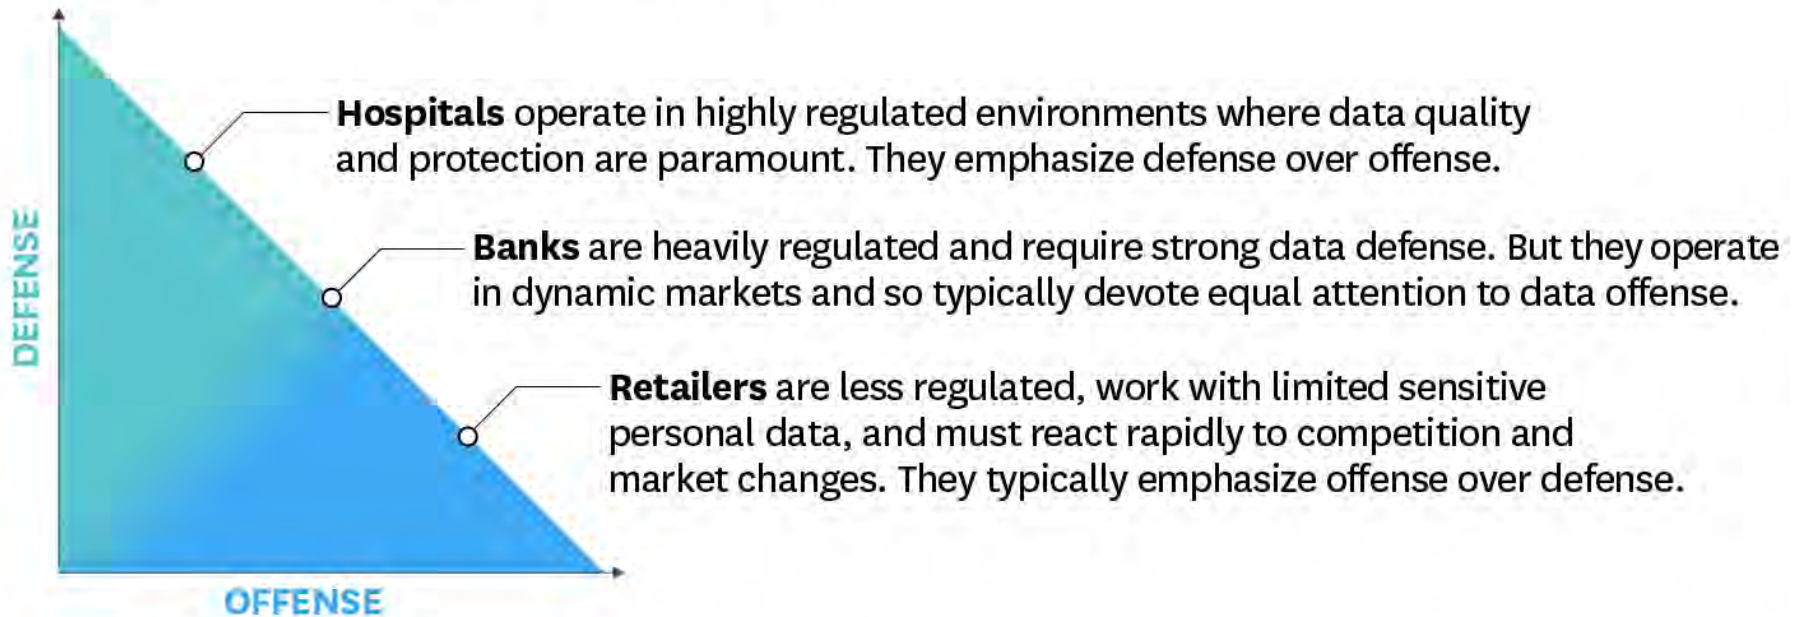 Hospitals operate in highly regulated environments where data quality
and protection are paramount. They emphasize defense over offense.
Banks are heavily regulated and require strong data defense. But they operate
in dynamic markets and so typically devote equal attention to data offense.
DEFENSE
Retailers are less regulated, work with limited sensitive
personal data, and must react rapidly to competition and
market changes. They typically emphasize offense over defense.
OFFENSE